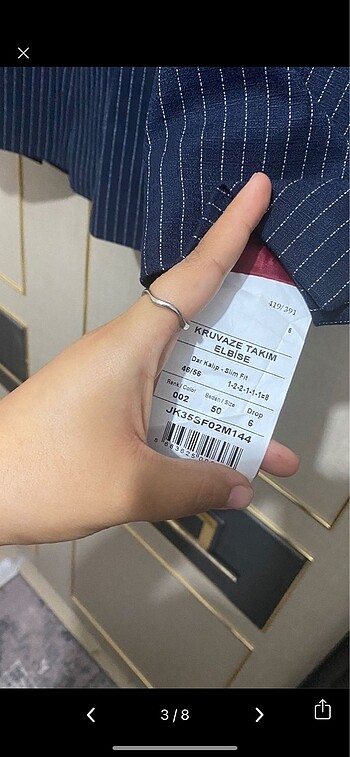 419/391
6
KRUVAZE TAKIM
ELBİSE
Dar Kalıp - Slim Fit
46/56 1-2-2-1-1-1=8
Renk / Color Beden / Size Drop
002 50 6
JK35SF02M144
3 / 8